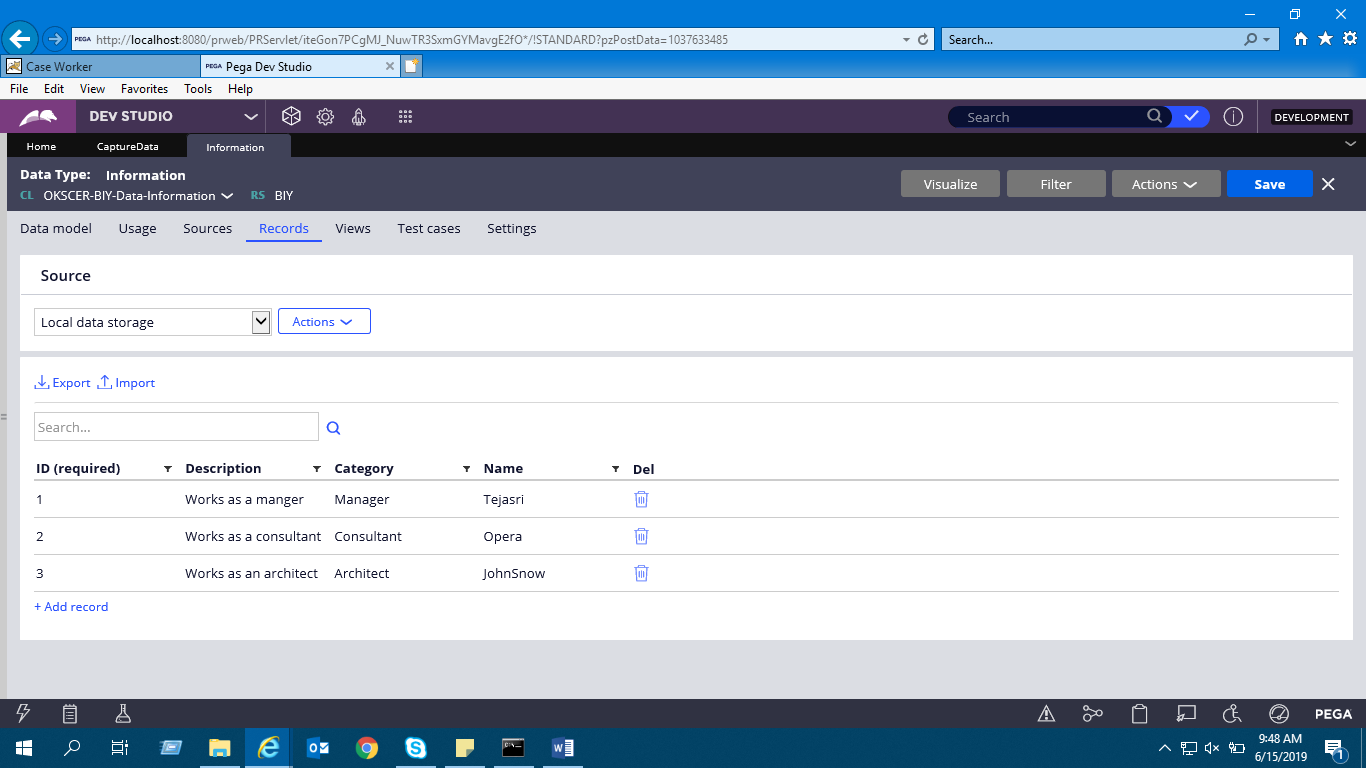 PEGA http://localhost:8080/prweb/PRServlet/iteGon7PCgMJ_NuwTR3SxmGYMavgE2fO*/!STANDARD?pzPostData=1037633485 Search...
Case Worker PEGA Pega Dev Studio
File Edit View Favorites Tools Help
DEV STUDIO Search DEVELOPMENT
Home CaptureData Information
Data Type: Information
CL OKSCER-BIY-Data-Information RS BIY
Visualize Filter Actions Save
Data model Usage Sources Records Views Test cases Settings
Source
Local data storage Actions
Export Import
Search...
ID (required) Description Category Name Del
1 Works as a manger Manager Tejasri
2 Works as a consultant Consultant Opera
3 Works as an architect Architect JohnSnow
+ Add record
PEGA
9:48 AM
6/15/2019
1